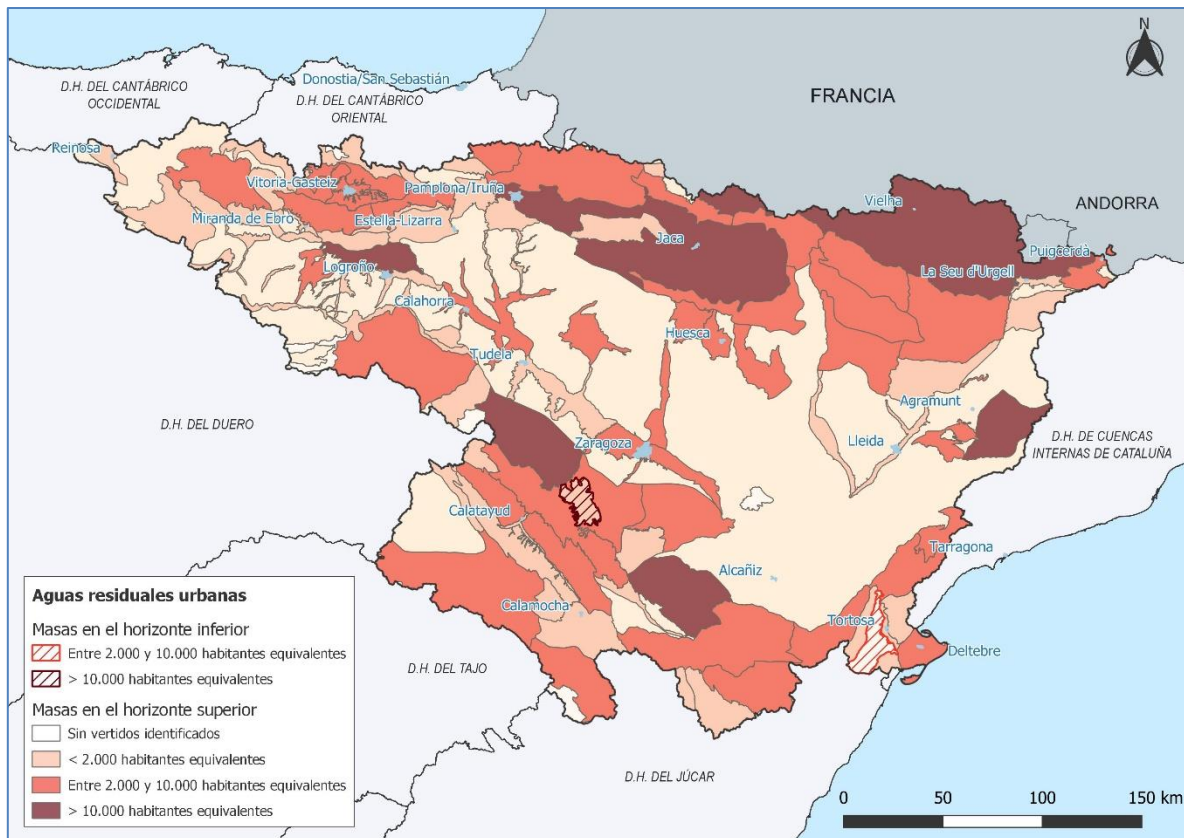 N
Donostia/San Sebastián
D.H. DEL CANTÁBRICO
OCCIDENTAL
D.H. DEL CANTÁBRICO
ORIENTAL
FRANCIA
Reinosa
Vitoria-Gasteiz
Pamplona/Iruña
Vielha
ANDORRA
Miranda de Ebro
Estella-Lizarra
Jaca
Puigcerdà
La Seu d'Urgell
Logroño
Calahorra
Huesca
Tudela
Agramunt
D.H. DEL DUERO
Zaragoza
Lleida
D.H. DE CUENCAS
INTERNAS DE CATALUÑA
Calatayud
Tarragona
Alcañiz
Calamocha
Tortosa
Deltebre
D.H. DEL TAJO
D.H. DEL JÚCAR
Aguas residuales urbanas
Masas en el horizonte inferior
Entre 2.000 y 10.000 habitantes equivalentes
> 10.000 habitantes equivalentes
Masas en el horizonte superior
Sin vertidos identificados
< 2.000 habitantes equivalentes
Entre 2.000 y 10.000 habitantes equivalentes
> 10.000 habitantes equivalentes
0 50 100 150 km